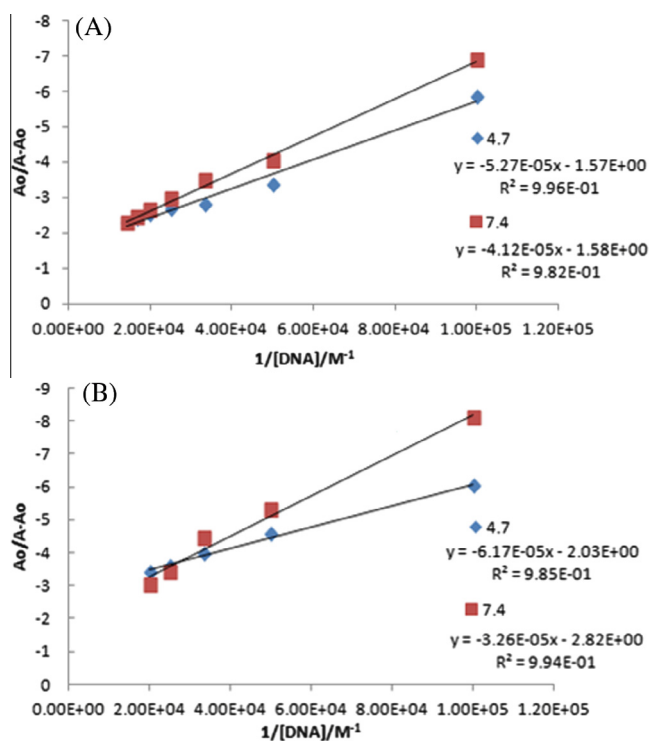 (A)
-8
-7
-6
-5
-4
-3
-2
-1
0
Ao/A-Ao
4.7
y = -5.27E-05x - 1.57E+00
R² = 9.96E-01
7.4
y = -4.12E-05x - 1.58E+00
R² = 9.82E-01
0.00E+00 2.00E+04 4.00E+04 6.00E+04 8.00E+04 1.00E+05 1.20E+05
1/[DNA]/M⁻¹
(B)
-9
-8
-7
-6
-5
-4
-3
-2
-1
0
Ao/A-Ao
4.7
y = -6.17E-05x - 2.03E+00
R² = 9.85E-01
7.4
y = -3.26E-05x - 2.82E+00
R² = 9.94E-01
0.00E+00 2.00E+04 4.00E+04 6.00E+04 8.00E+04 1.00E+05 1.20E+05
1/[DNA]/M⁻¹